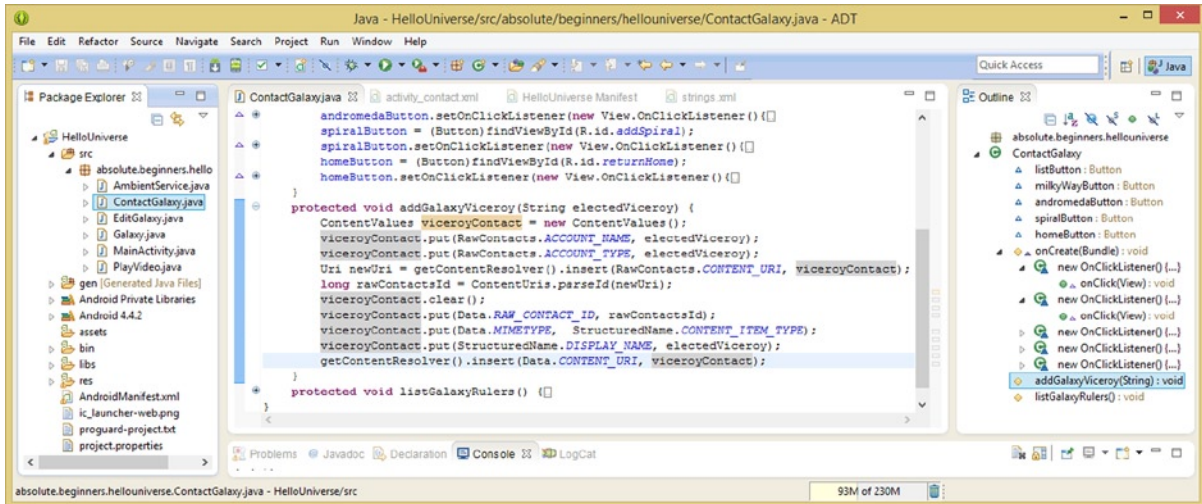 Java - HelloUniverse/src/absolute/beginners/hellouniverse/ContactGalaxy.java - ADT
File Edit Refactor Source Navigate Search Project Run Window Help
Quick Access
Java
Package Explorer
HelloUniverse
src
absolute.beginners.hello
AmbientService.java
ContactGalaxy.java
EditGalaxy.java
Galaxy.java
MainActivity.java
PlayVideo.java
gen [Generated Java Files]
Android Private Libraries
Android 4.4.2
assets
bin
libs
res
AndroidManifest.xml
ic_launcher-web.png
proguard-project.txt
project.properties
ContactGalaxy.java activity_contact.xml HelloUniverse Manifest strings.xml
andromedaButton.setOnClickListener(new View.OnClickListener(){
spiralButton = (Button)findViewById(R.id.addSpiral);
spiralButton.setOnClickListener(new View.OnClickListener(){
homeButton = (Button)findViewById(R.id.returnHome);
homeButton.setOnClickListener(new View.OnClickListener(){
}
protected void addGalaxyViceroy(String electedViceroy) {
ContentValues viceroyContact = new ContentValues();
viceroyContact.put(RawContacts.ACCOUNT_NAME, electedViceroy);
viceroyContact.put(RawContacts.ACCOUNT_TYPE, electedViceroy);
Uri newUri = getContentResolver().insert(RawContacts.CONTENT_URI, viceroyContact);
long rawContactsId = ContentUris.parseId(newUri);
viceroyContact.clear();
viceroyContact.put(Data.RAW_CONTACT_ID, rawContactsId);
viceroyContact.put(Data.MIMETYPE, StructuredName.CONTENT_ITEM_TYPE);
viceroyContact.put(StructuredName.DISPLAY_NAME, electedViceroy);
getContentResolver().insert(Data.CONTENT_URI, viceroyContact);
}
protected void listGalaxyRulers() {
}
Outline
absolute.beginners.hellouniverse
ContactGalaxy
listButton : Button
milkyWayButton : Button
andromedaButton : Button
spiralButton : Button
homeButton : Button
onCreate(Bundle) : void
new OnClickListener() {...}
onClick(View) : void
new OnClickListener() {...}
onClick(View) : void
new OnClickListener() {...}
new OnClickListener() {...}
new OnClickListener() {...}
addGalaxyViceroy(String) : void
listGalaxyRulers() : void
Problems Javadoc Declaration Console LogCat
absolute.beginners.hellouniverse.ContactGalaxy.java - HelloUniverse/src
93M of 230M